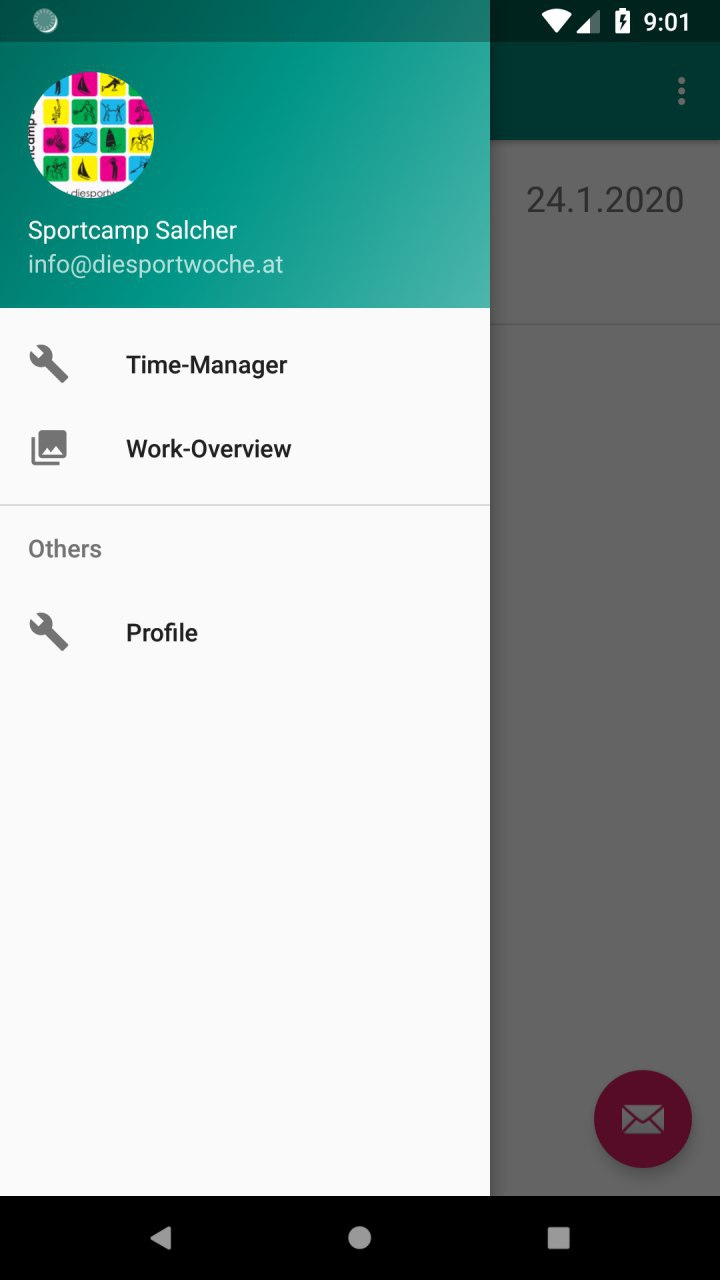 9:01
24.1.2020
Sportcamp Salcher
info@diesportwoche.at
Time-Manager
Work-Overview
Others
Profile